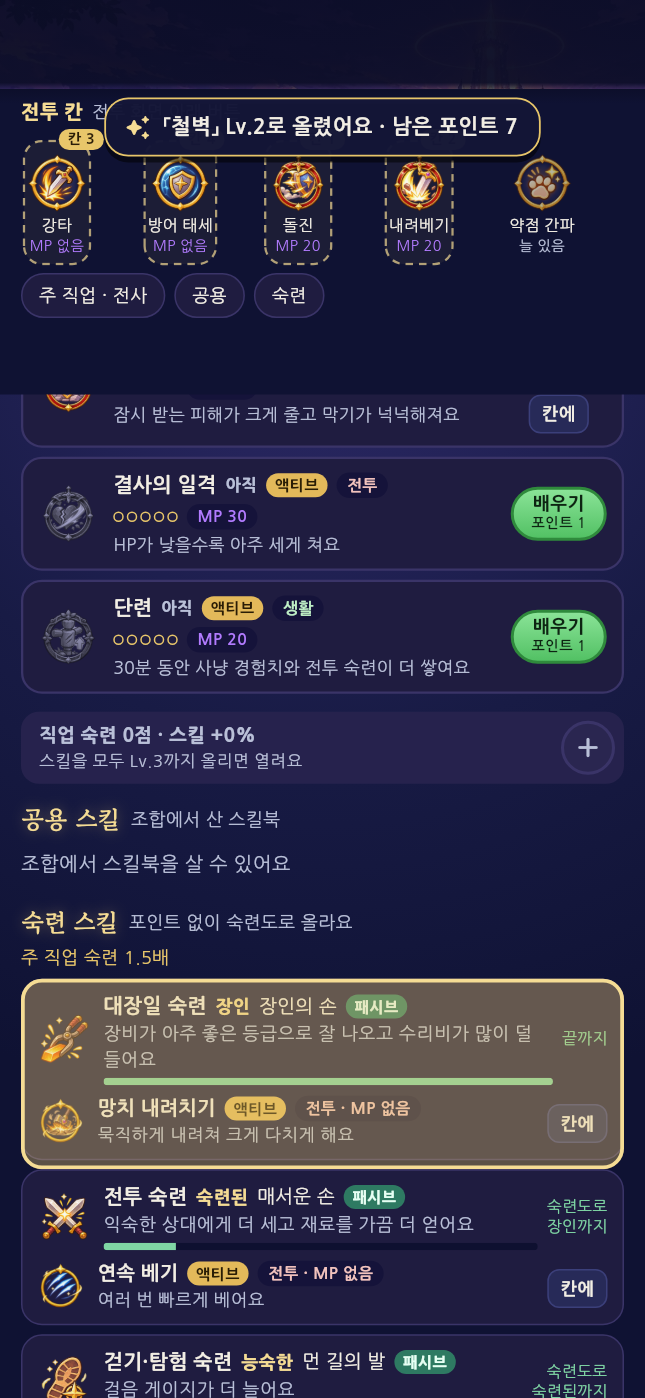 전투 칸 전
「철벽」 Lv.2로 올렸어요 · 남은 포인트 7
칸 3
강타
MP 없음
방어 태세
MP 없음
돌진
MP 20
내려베기
MP 20
약점 간파
늘 있음
주 직업 · 전사
공용
숙련
잠시 받는 피해가 크게 줄고 막기가 넉넉해져요
칸에
결사의 일격 아직 액티브 전투
MP 30
HP가 낮을수록 아주 세게 쳐요
배우기
포인트 1
단련 아직 액티브 생활
MP 20
30분 동안 사냥 경험치와 전투 숙련이 더 쌓여요
배우기
포인트 1
직업 숙련 0점 · 스킬 +0%
스킬을 모두 Lv.3까지 올리면 열려요
공용 스킬 조합에서 산 스킬북
조합에서 스킬북을 살 수 있어요
숙련 스킬 포인트 없이 숙련도로 올라요
주 직업 숙련 1.5배
대장일 숙련 장인 장인의 손 패시브
장비가 아주 좋은 등급으로 잘 나오고 수리비가 많이 덜
들어요
끝까지
망치 내려치기 액티브 전투 · MP 없음
묵직하게 내려쳐 크게 다치게 해요
칸에
전투 숙련 숙련된 매서운 손 패시브
익숙한 상대에게 더 세고 재료를 가끔 더 얻어요
숙련도로
장인까지
연속 베기 액티브 전투 · MP 없음
여러 번 빠르게 베어요
칸에
걷기·탐험 숙련 능숙한 먼 길의 발 패시브
걸음 게이지가 더 늘어요
숙련도로
숙련된까지